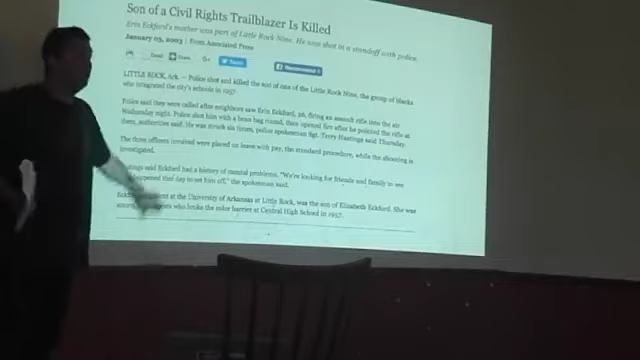 Son of a Civil Rights Trailblazer Is Killed
Erin Eckford's mother was part of Little Rock Nine. He was shot in a standoff with police.
January 03, 2003 | From Associated Press
Email
Share
G+
Tweet
Recommend
LITTLE ROCK, Ark. — Police shot and killed the son of one of the Little Rock Nine, the group of blacks
who integrated the city's schools in 1957.
Police said they were called after neighbors saw Erin Eckford, 26, firing an assault rifle into the air
Wednesday night. Police shot him with a bean bag round, then opened fire after he pointed the rifle at
them, authorities said. He was struck six times, police spokesman Sgt. Terry Hastings said Thursday.
The three officers involved were placed on leave with pay, the standard procedure, while the shooting is
investigated.
said Eckford had a history of mental problems. "We're looking for friends and family to see
happened that day to set him off," the spokesman said.
at the University of Arkansas at Little Rock, was the son of Elizabeth Eckford. She was
who broke the color barrier at Central High School in 1957.